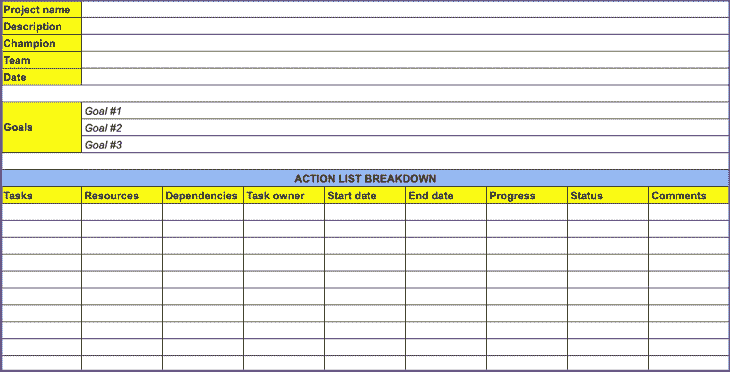 Project name
Description
Champion
Team
Date
Goals
Goal #1
Goal #2
Goal #3
ACTION LIST BREAKDOWN
Tasks Resources Dependencies Task owner Start date End date Progress Status Comments